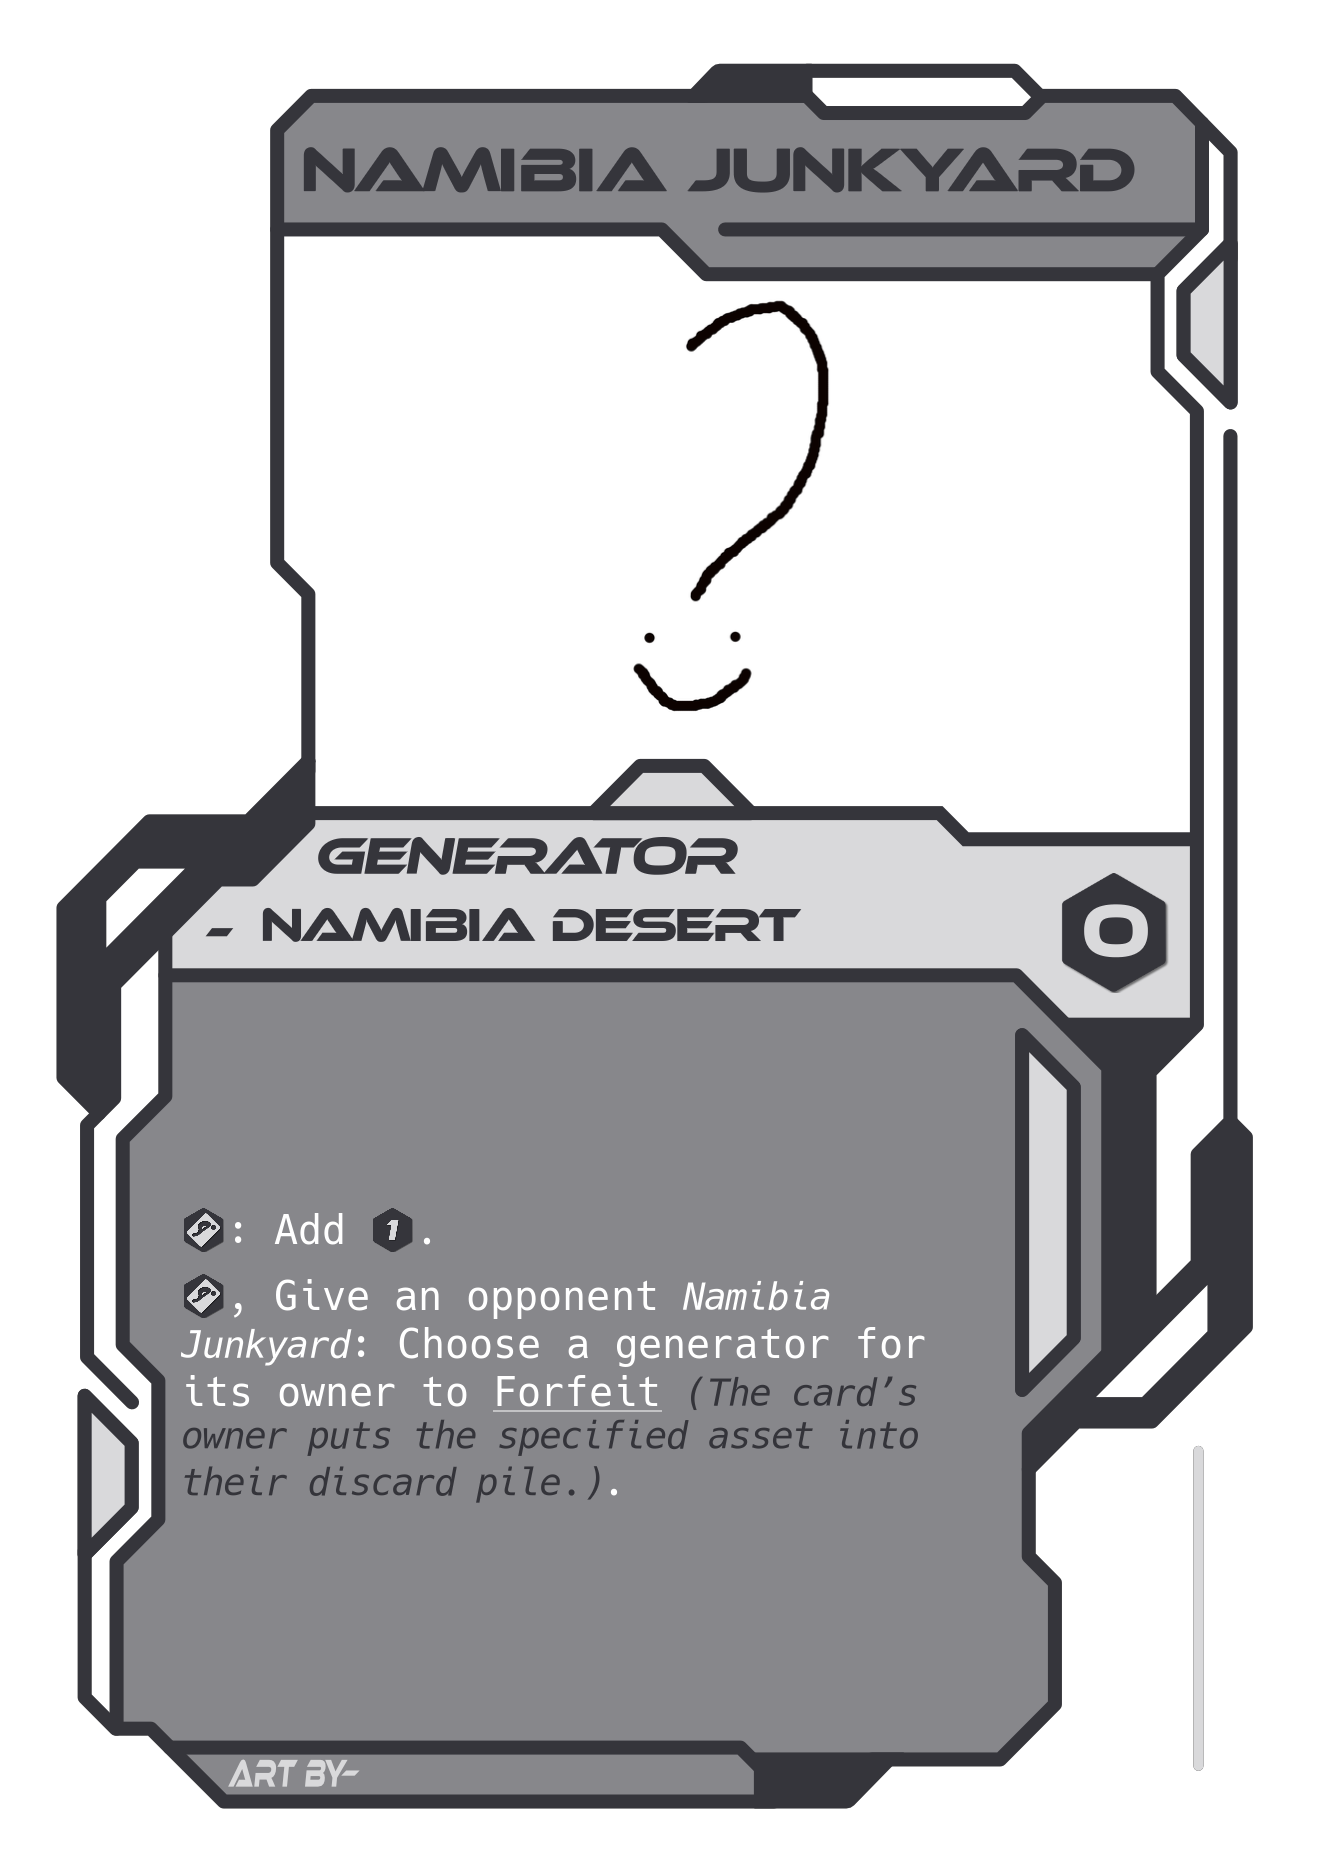 NAMIBIA JUNKYARD
GENERATOR
- NAMIBIA DESERT
0
: Add 1.
, Give an opponent Namibia
Junkyard: Choose a generator for
its owner to Forfeit (The card’s
owner puts the specified asset into
their discard pile.).
ART BY-